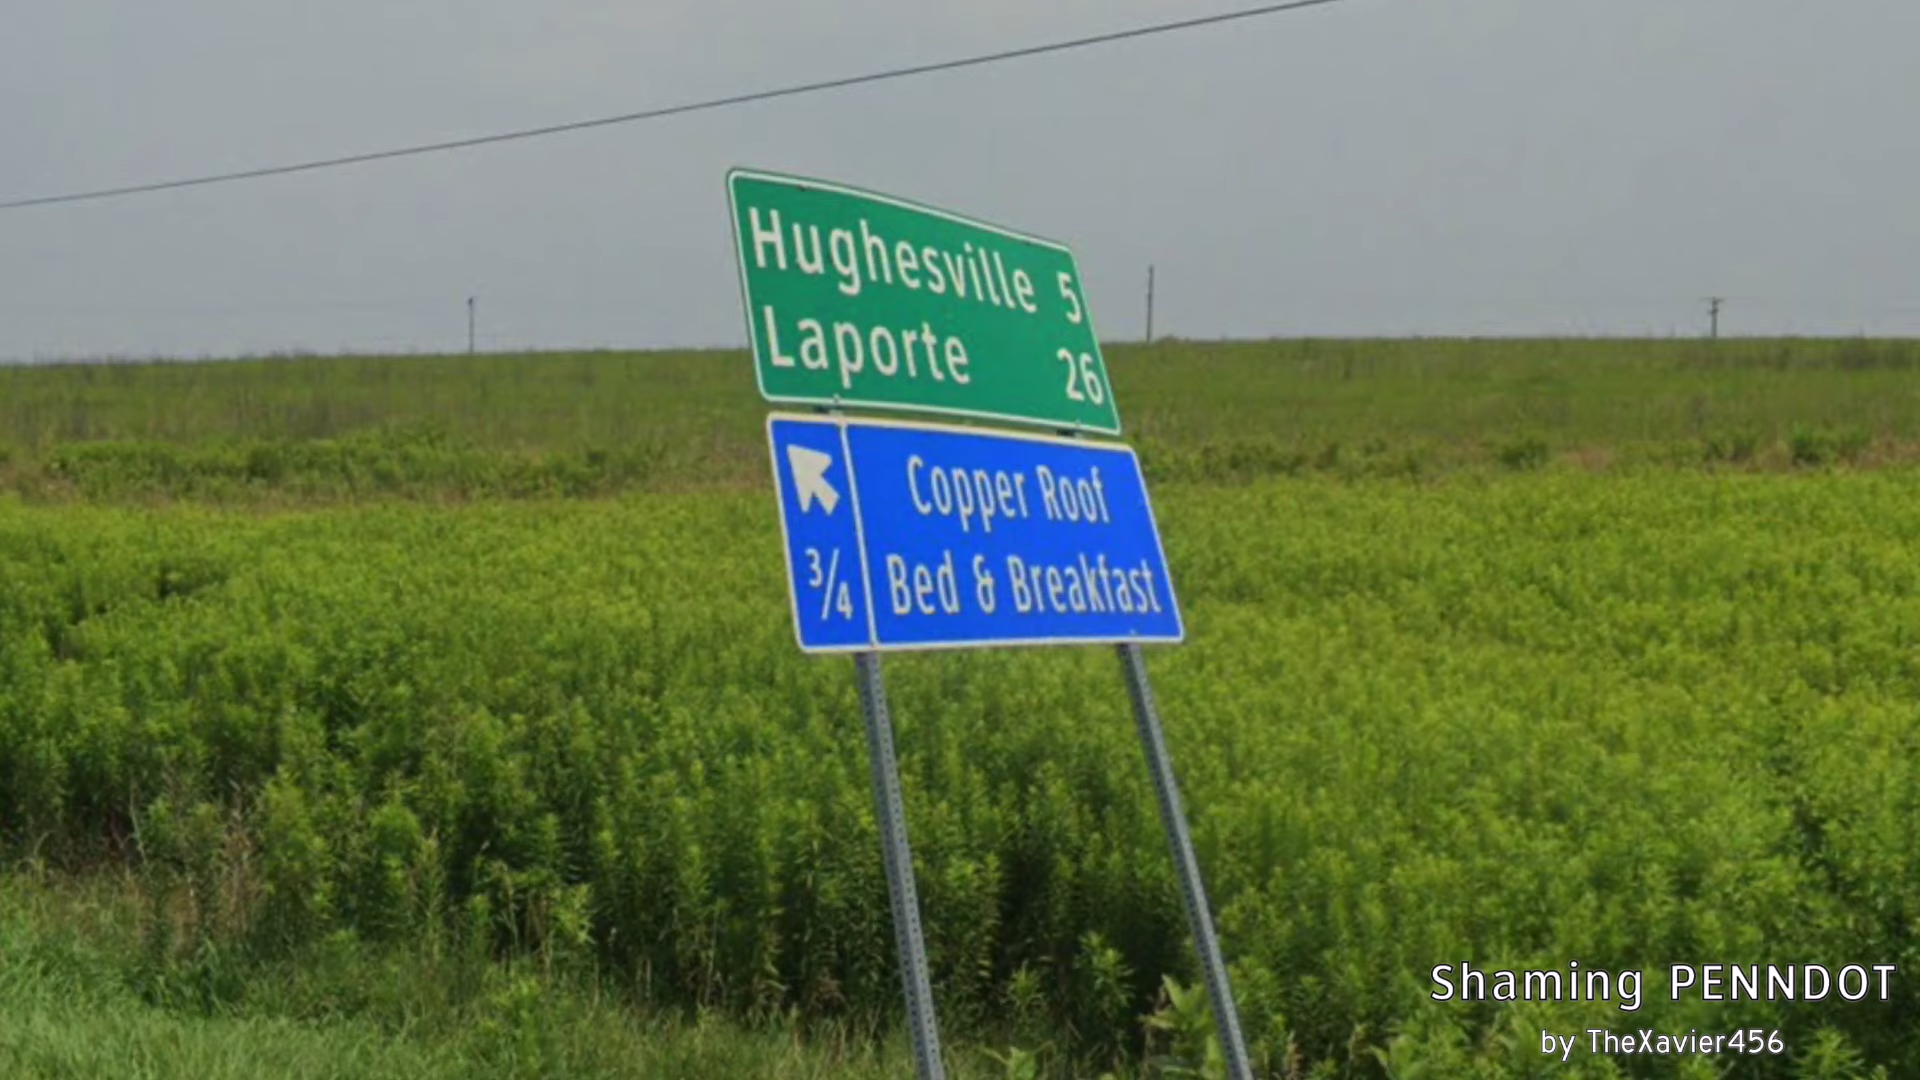 Hughesville 5
Laporte 26
Copper Roof
3/4 Bed & Breakfast
Shaming PENNDOT
by TheXavier456